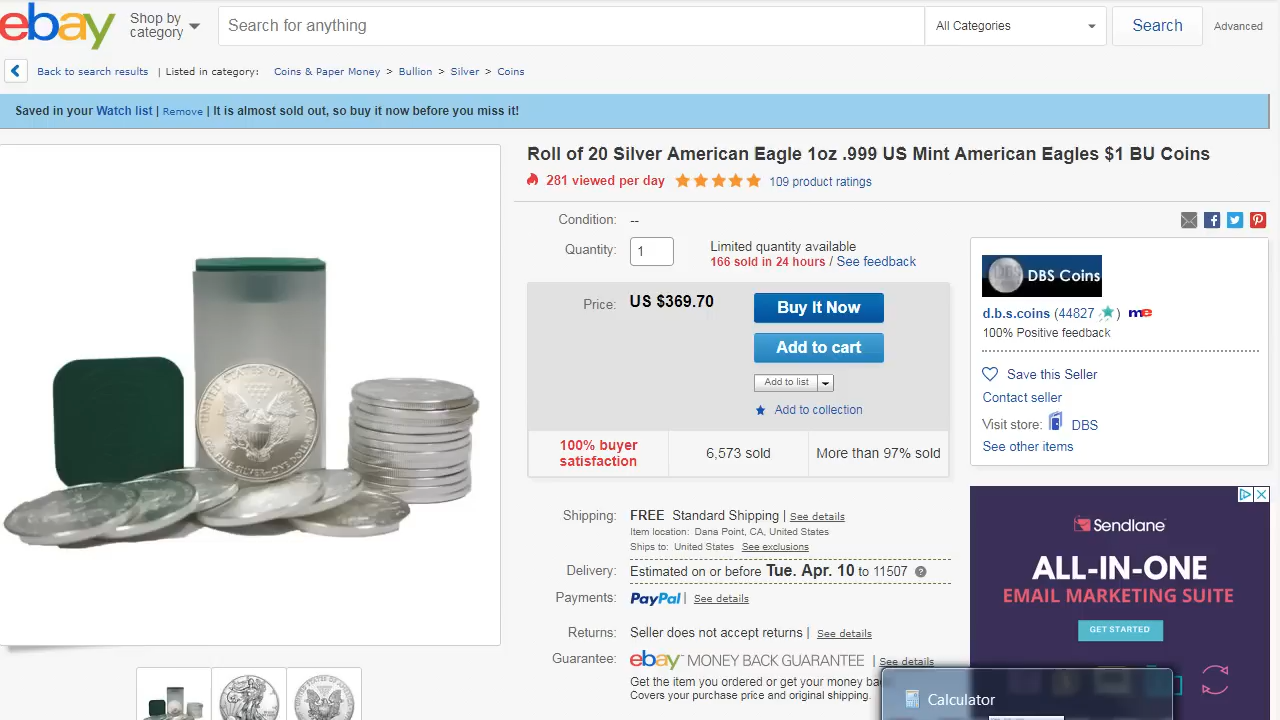 ebay
Shop by
category
Search for anything
All Categories
Search
Advanced
Back to search results | Listed in category: Coins & Paper Money > Bullion > Silver > Coins
Saved in your Watch list | Remove | It is almost sold out, so buy it now before you miss it!
Roll of 20 Silver American Eagle 1oz .999 US Mint American Eagles $1 BU Coins
281 viewed per day
109 product ratings
Condition: --
Quantity: 1
Limited quantity available
166 sold in 24 hours / See feedback
Price: US $369.70
Buy It Now
Add to cart
Add to list
Add to collection
100% buyer
satisfaction
6,573 sold
More than 97% sold
Shipping: FREE Standard Shipping | See details
Item location: Dana Point, CA, United States
Ships to: United States See exclusions
Delivery: Estimated on or before Tue. Apr. 10 to 11507 ?
Payments: PayPal | See details
Returns: Seller does not accept returns | See details
Guarantee: ebay MONEY BACK GUARANTEE | See details
Get the item you ordered or get your money ba
Covers your purchase price and original shipping.
DBS Coins
d.b.s.coins (44827 ) me
100% Positive feedback
Save this Seller
Contact seller
Visit store: DBS
See other items
Sendlane
ALL-IN-ONE
EMAIL MARKETING SUITE
GET STARTED
Calculator
UNITED STATES OF AMERICA